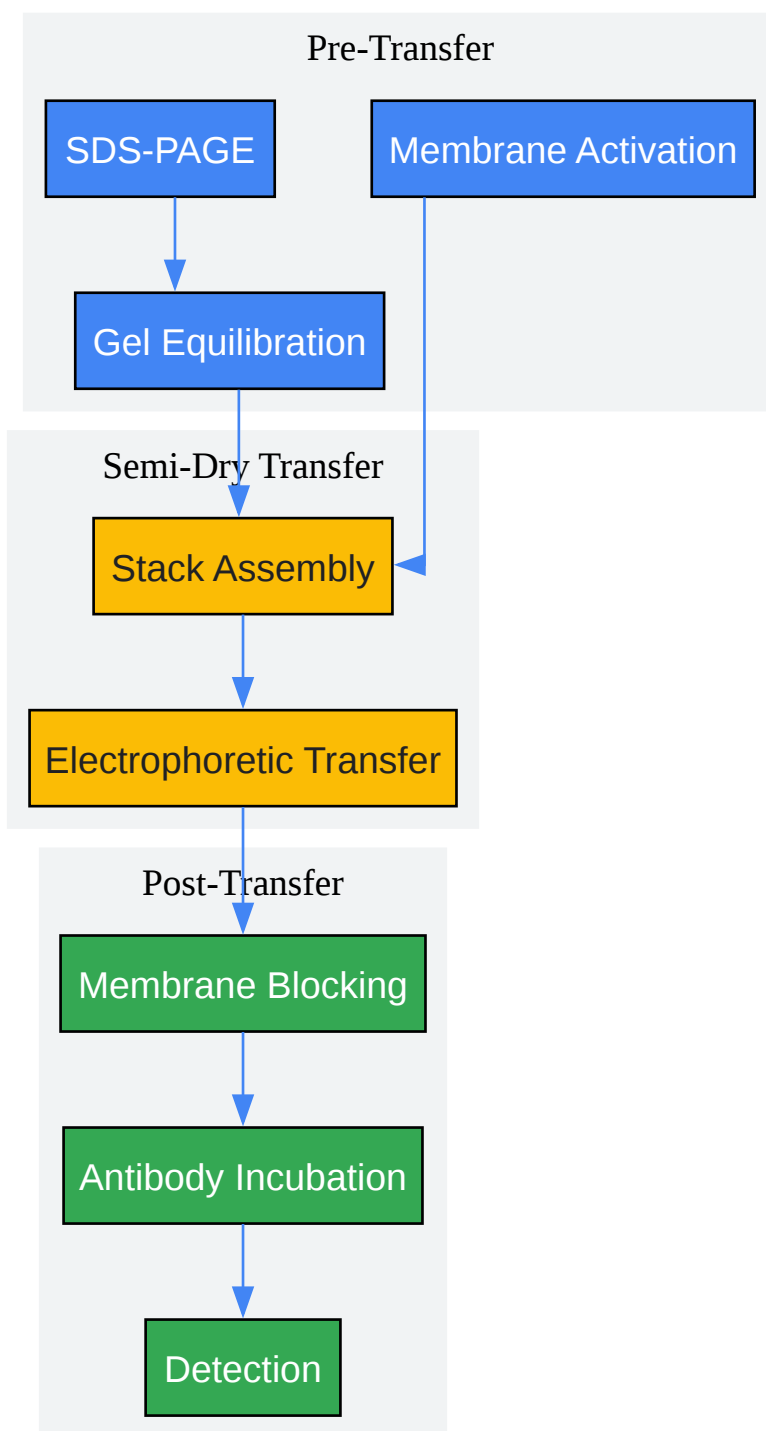 Pre-Transfer
SDS-PAGE
Membrane Activation
Gel Equilibration
Semi-Dry Transfer
Stack Assembly
Electrophoretic Transfer
Post-Transfer
Membrane Blocking
Antibody Incubation
Detection